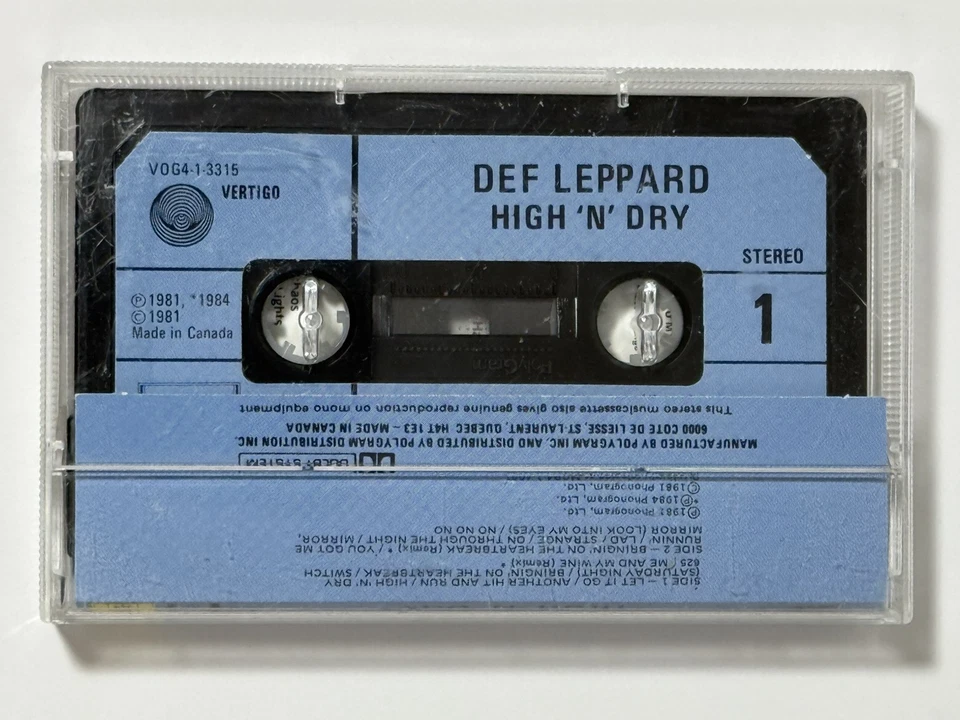 VOG4-1-3315
VERTIGO
DEF LEPPARD
HIGH 'N' DRY
STEREO
1
℗ 1981, *1984
© 1981
Made in Canada
PolyGram
SIDE 1 – LET IT GO / ANOTHER HIT AND RUN / HIGH 'N' DRY
(SATURDAY NIGHT) / BRINGIN' ON THE HEARTBREAK / SWITCH
625 / ME AND MY WINE (Remix) *
SIDE 2 – BRINGIN' ON THE HEARTBREAK (Remix) * / YOU GOT ME
RUNNIN' / LAD / STRANGE / ON THROUGH THE NIGHT / MIRROR,
MIRROR (LOOK INTO MY EYES) / NO NO NO
℗ 1981 Phonogram, Ltd.
*℗ 1984 Phonogram, Ltd.
© 1981 Phonogram, Ltd.
DOLBY SYSTEM
MANUFACTURED BY POLYGRAM INC. AND DISTRIBUTED BY POLYGRAM DISTRIBUTION INC.
6000 COTE DE LIESSE, ST-LAURENT, QUEBEC H4T 1E3 – MADE IN CANADA
This stereo musicassette also gives genuine reproduction on mono equipment